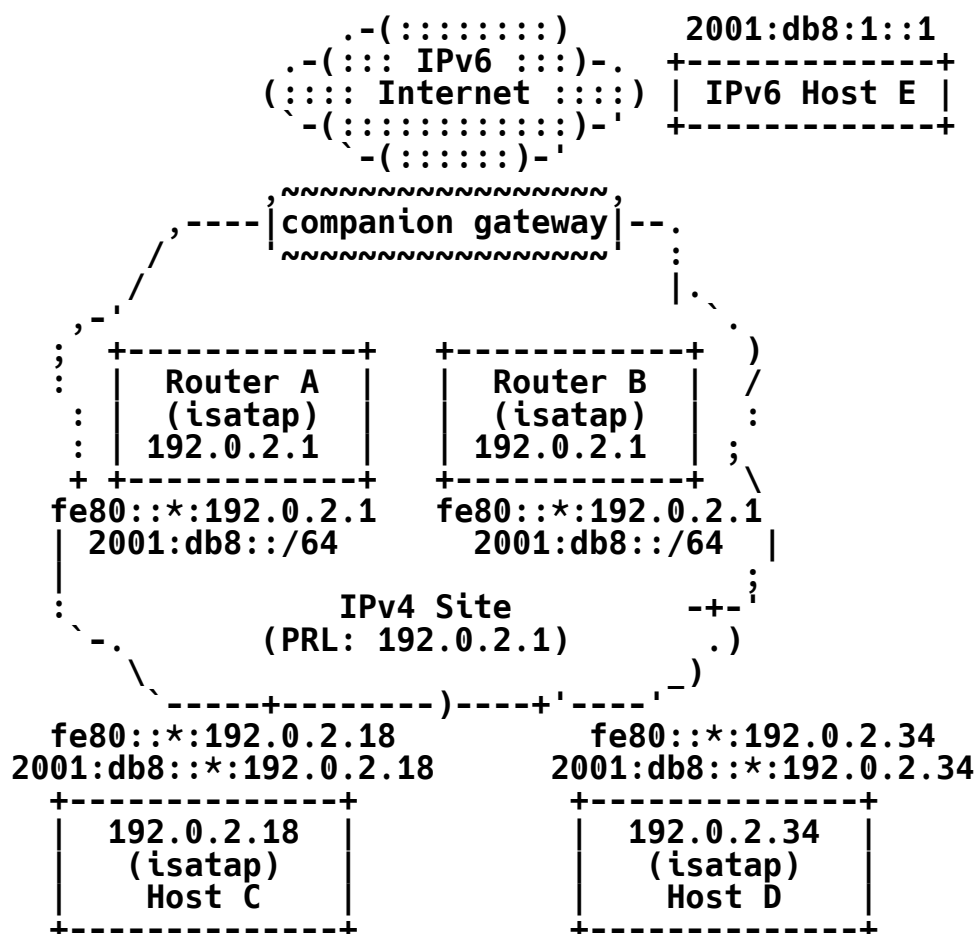 2001:db8:1::1
IPv6
Internet
IPv6 Host E
companion gateway
Router A
(isatap)
192.0.2.1
Router B
(isatap)
192.0.2.1
fe80::*:192.0.2.1
2001:db8::/64
fe80::*:192.0.2.1
2001:db8::/64
IPv4 Site
(PRL: 192.0.2.1)
fe80::*:192.0.2.18
2001:db8::*:192.0.2.18
192.0.2.18
(isatap)
Host C
fe80::*:192.0.2.34
2001:db8::*:192.0.2.34
192.0.2.34
(isatap)
Host D